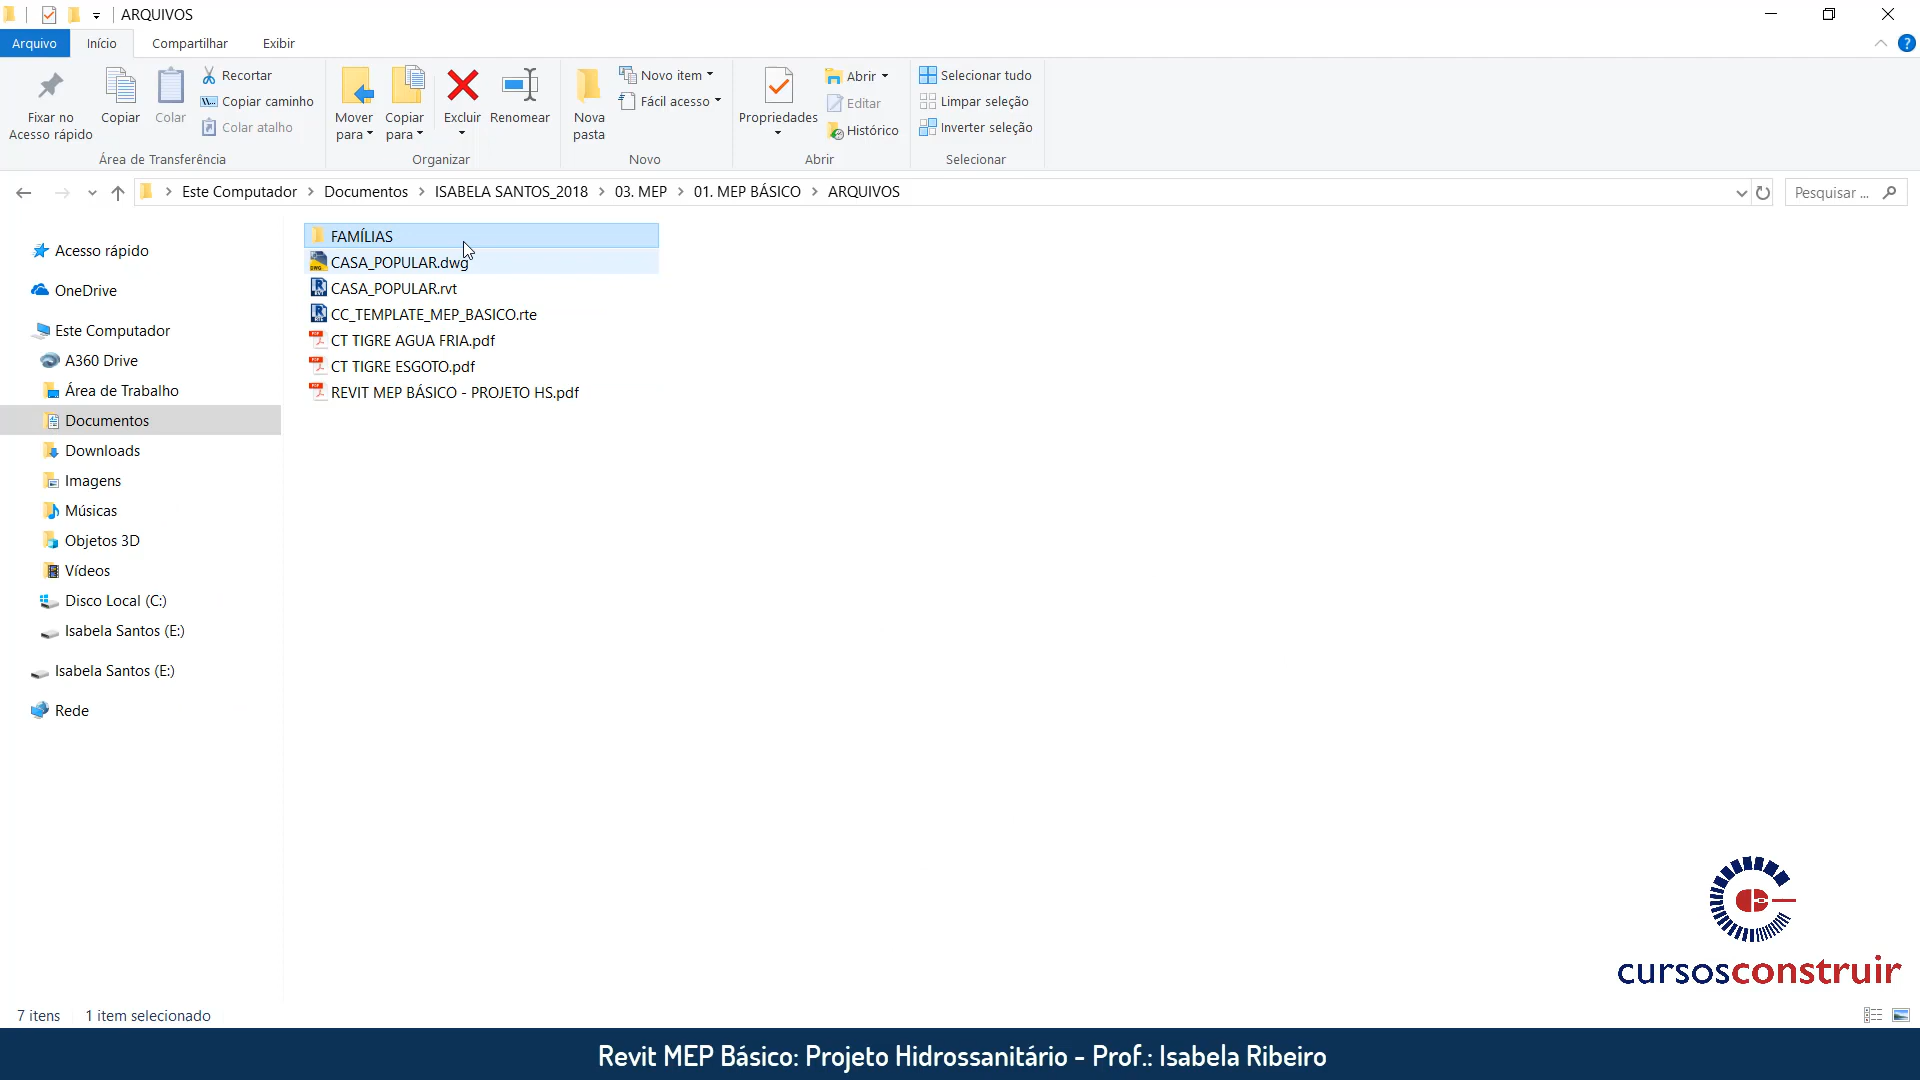 ARQUIVOS
Arquivo Início Compartilhar Exibir
Fixar no Acesso rápido
Copiar
Colar
Recortar
Copiar caminho
Colar atalho
Mover para
Copiar para
Excluir
Renomear
Nova pasta
Novo item
Fácil acesso
Propriedades
Abrir
Editar
Histórico
Selecionar tudo
Limpar seleção
Inverter seleção
Área de Transferência Organizar Novo Abrir Selecionar
Este Computador > Documentos > ISABELA SANTOS_2018 > 03. MEP > 01. MEP BÁSICO > ARQUIVOS
Pesquisar ...
Acesso rápido
OneDrive
Este Computador
A360 Drive
Área de Trabalho
Documentos
Downloads
Imagens
Músicas
Objetos 3D
Vídeos
Disco Local (C:)
Isabela Santos (E:)
Isabela Santos (E:)
Rede
FAMÍLIAS
CASA_POPULAR.dwg
CASA_POPULAR.rvt
CC_TEMPLATE_MEP_BASICO.rte
CT TIGRE AGUA FRIA.pdf
CT TIGRE ESGOTO.pdf
REVIT MEP BÁSICO - PROJETO HS.pdf
cursosconstruir
7 itens 1 item selecionado
Revit MEP Básico: Projeto Hidrossanitário - Prof.: Isabela Ribeiro